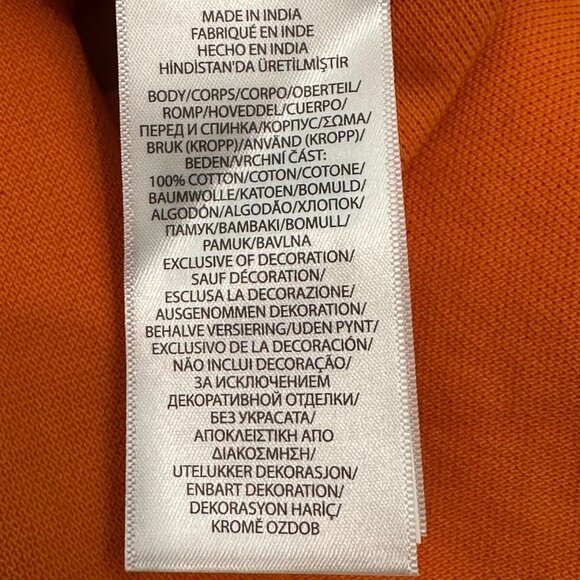 MADE IN INDIA
FABRIQUÉ EN INDE
HECHO EN INDIA
HİNDİSTAN'DA ÜRETİLMİŞTİR
BODY/CORPS/CORPO/OBERTEIL/
ROMP/HOVEDDEL/CUERPO/
ПЕРЕД И СПИНКА/КОРПУС/ΣΩΜΑ/
BRUK (KROPP)/ANVÄND (KROPP)/
BEDEN/VRCHNÍ ČÁST:
100% COTTON/COTON/COTONE/
BAUMWOLLE/KATOEN/BOMULD/
ALGODÓN/ALGODÃO/ХЛОПОК/
ПАМУК/ΒΑΜΒΑΚΙ/BOMULL/
PAMUK/BAVLNA
EXCLUSIVE OF DECORATION/
SAUF DÉCORATION/
ESCLUSA LA DECORAZIONE/
AUSGENOMMEN DEKORATION/
BEHALVE VERSIERING/UDEN PYNT/
EXCLUSIVO DE LA DECORACIÓN/
NÃO INCLUI DECORAÇÃO/
ЗА ИСКЛЮЧЕНИЕМ
ДЕКОРАТИВНОЙ ОТДЕЛКИ/
БЕЗ УКРАСАТА/
ΑΠΟΚΛΕΙΣΤΙΚΗ ΑΠΟ
ΔΙΑΚΟΣΜΗΣΗ/
UTELUKKER DEKORASJON/
ENBART DEKORATION/
DEKORASYON HARİÇ/
KROMĚ OZDOB